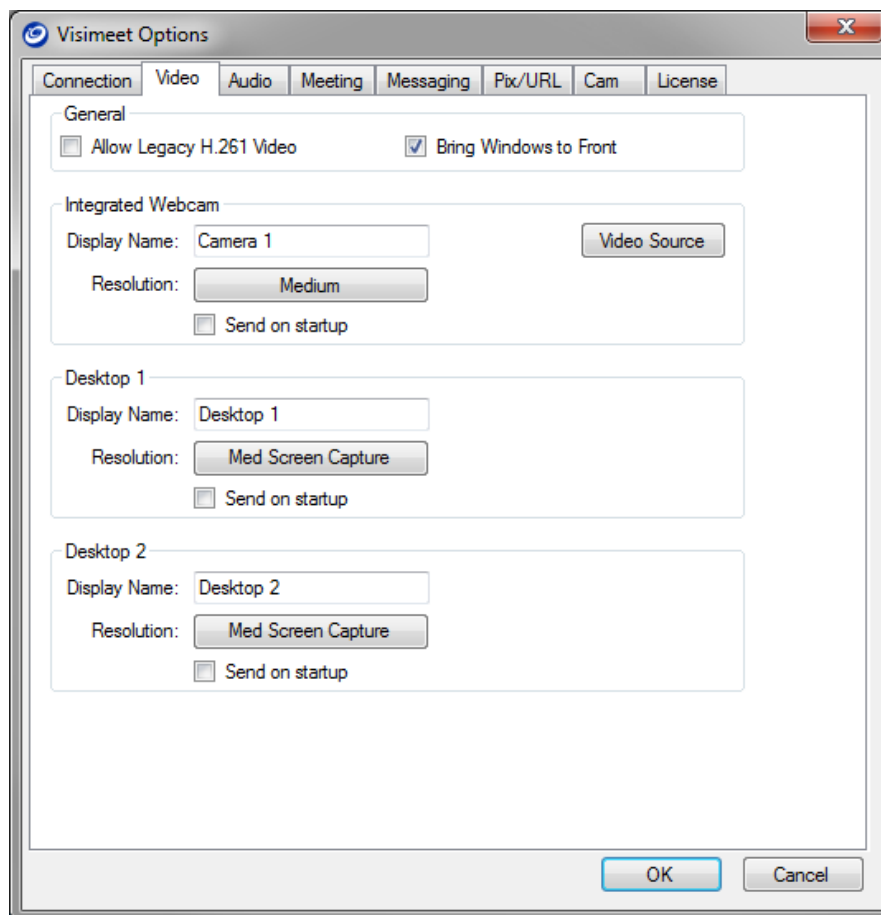 Visimeet Options
Connection Video Audio Meeting Messaging Pix/URL Cam License
General
Allow Legacy H.261 Video Bring Windows to Front
Integrated Webcam
Display Name: Camera 1 Video Source
Resolution: Medium
Send on startup
Desktop 1
Display Name: Desktop 1
Resolution: Med Screen Capture
Send on startup
Desktop 2
Display Name: Desktop 2
Resolution: Med Screen Capture
Send on startup
OK Cancel